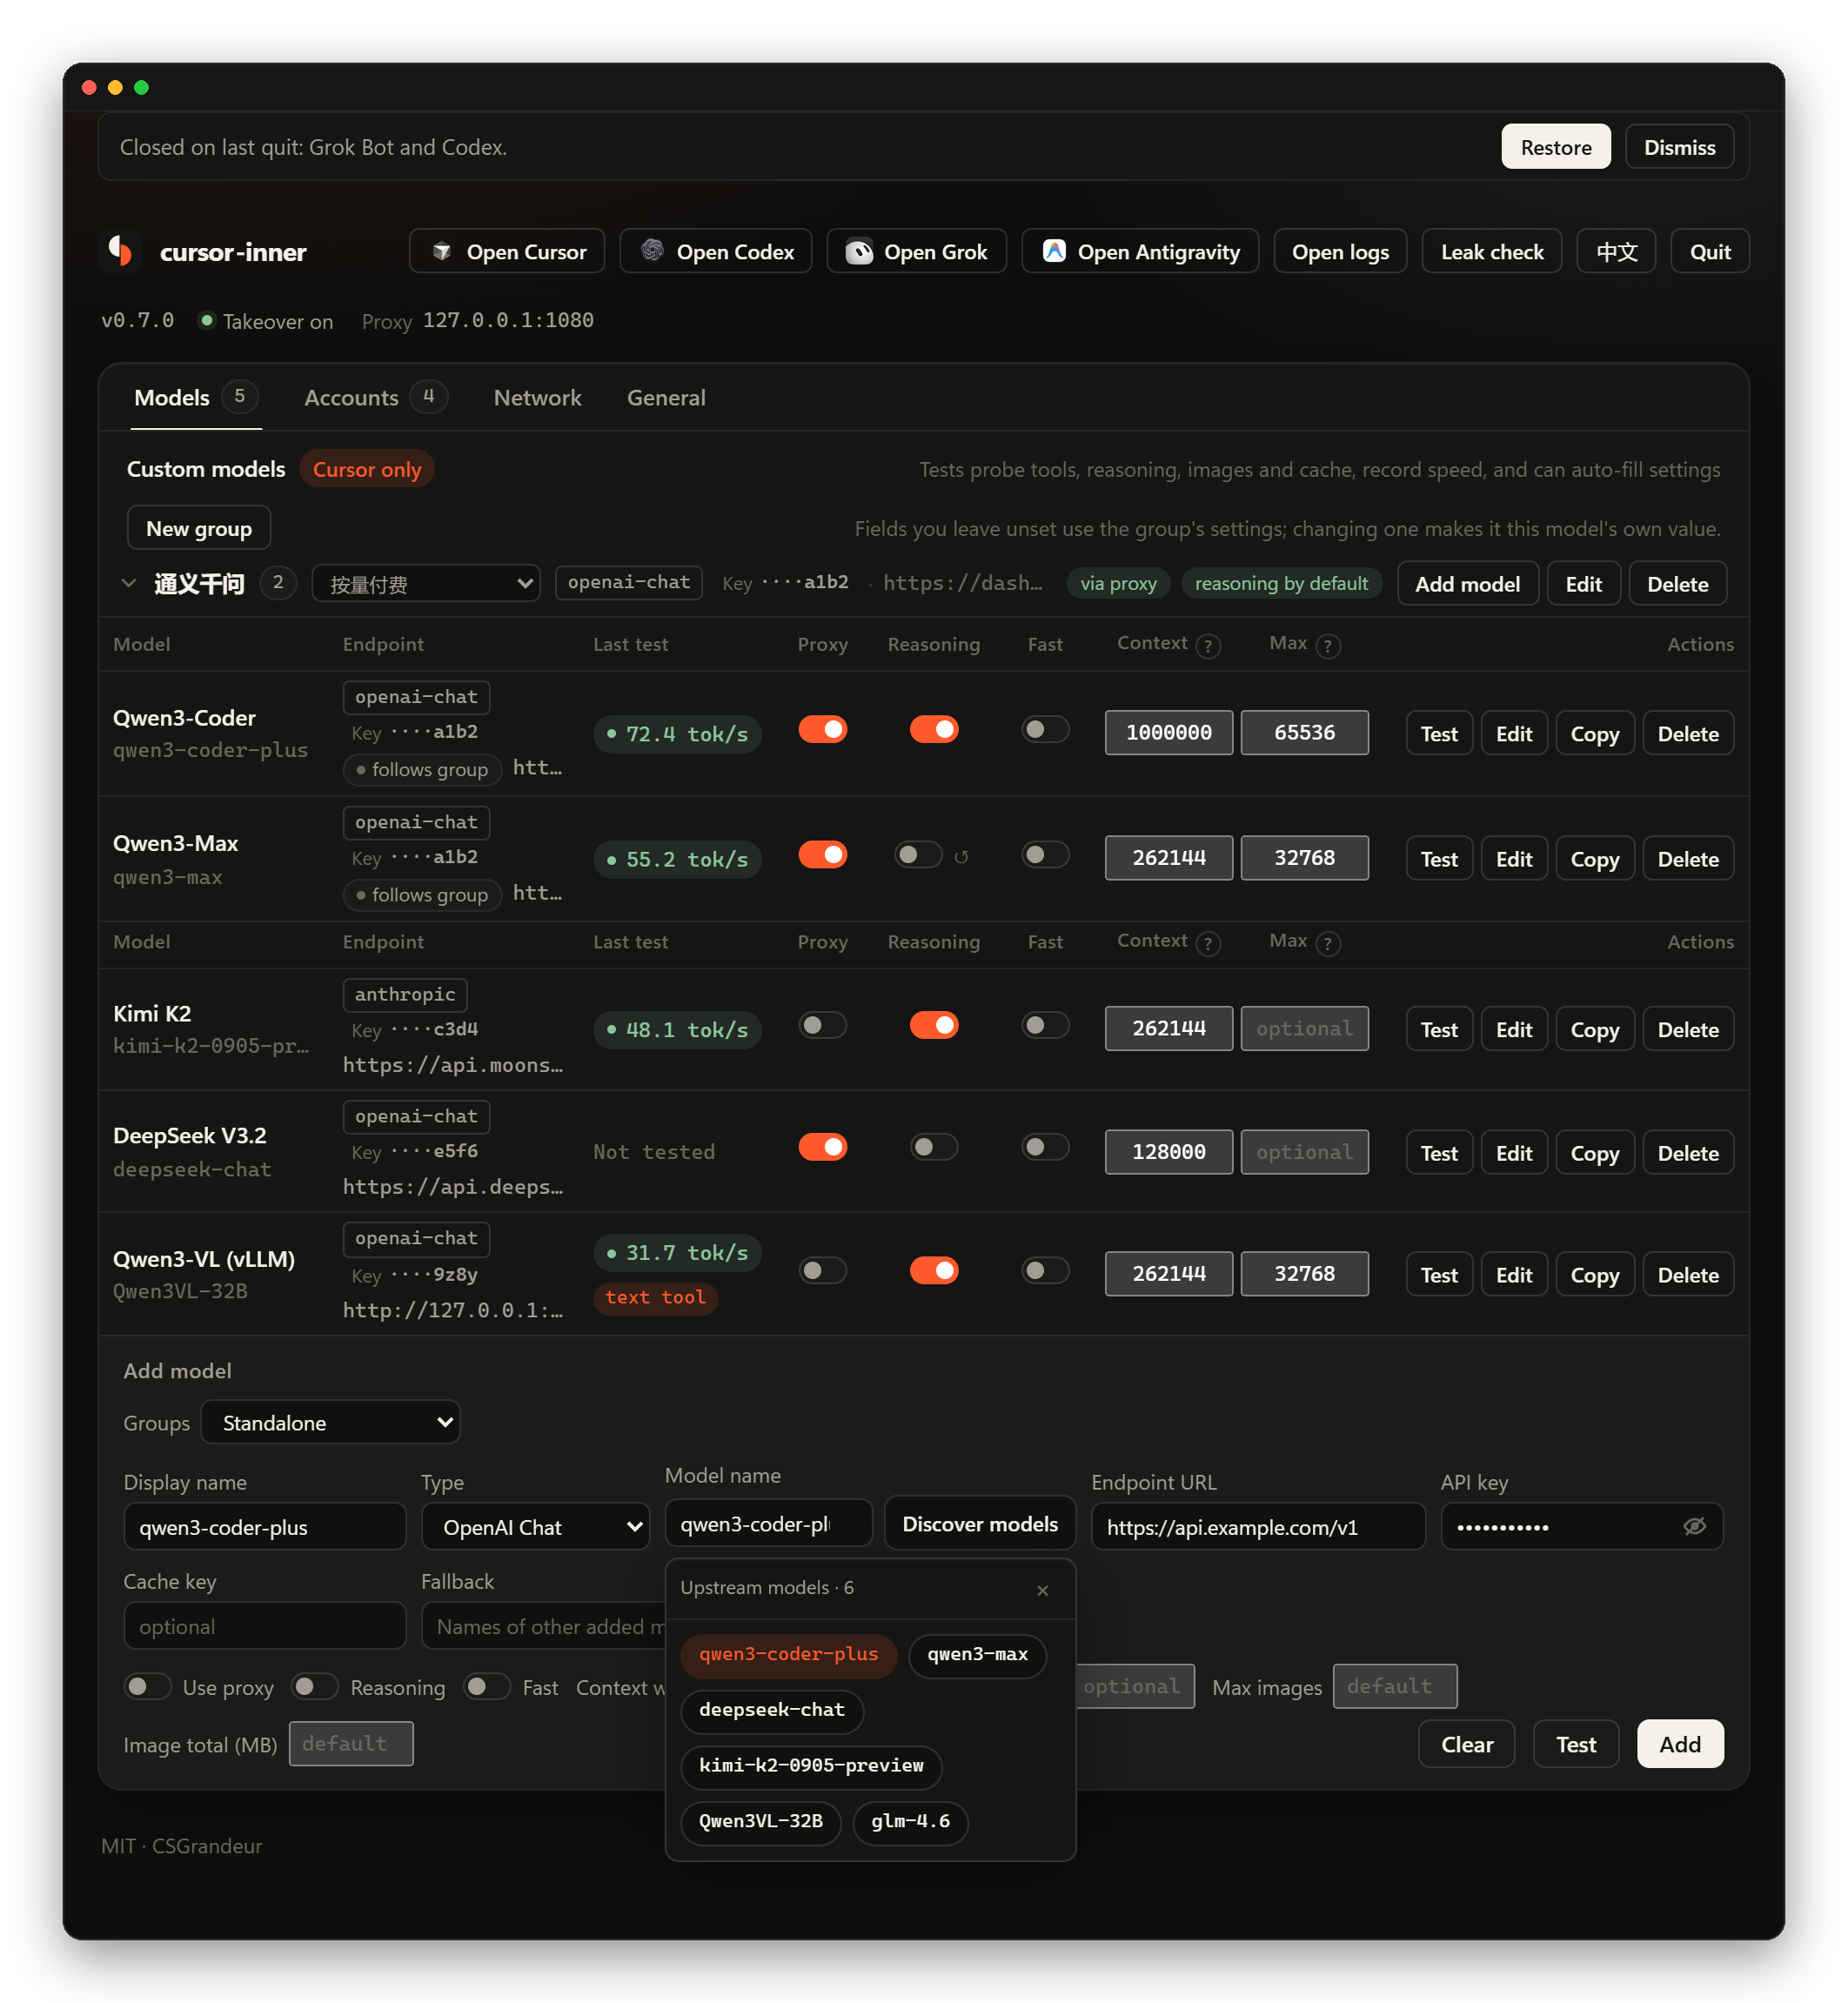 Closed on last quit: Grok Bot and Codex.
Restore
Dismiss
cursor-inner
Open Cursor
Open Codex
Open Grok
Open Antigravity
Open logs
Leak check
中文
Quit
v0.7.0
Takeover on
Proxy 127.0.0.1:1080
Models 5
Accounts 4
Network
General
Custom models
Cursor only
Tests probe tools, reasoning, images and cache, record speed, and can auto-fill settings
New group
Fields you leave unset use the group's settings; changing one makes it this model's own value.
通义千问 2
按量付费
openai-chat
Key ····a1b2 · https://dash…
via proxy
reasoning by default
Add model
Edit
Delete
Model Endpoint Last test Proxy Reasoning Fast Context ? Max ? Actions
Qwen3-Coder
qwen3-coder-plus
openai-chat
Key ····a1b2
follows group htt…
72.4 tok/s
1000000
65536
Test Edit Copy Delete
Qwen3-Max
qwen3-max
openai-chat
Key ····a1b2
follows group htt…
55.2 tok/s
↺
262144
32768
Test Edit Copy Delete
Model Endpoint Last test Proxy Reasoning Fast Context ? Max ? Actions
Kimi K2
kimi-k2-0905-pr…
anthropic
Key ····c3d4
https://api.moons…
48.1 tok/s
262144
optional
Test Edit Copy Delete
DeepSeek V3.2
deepseek-chat
openai-chat
Key ····e5f6
https://api.deeps…
Not tested
128000
optional
Test Edit Copy Delete
Qwen3-VL (vLLM)
Qwen3VL-32B
openai-chat
Key ····9z8y
http://127.0.0.1:…
31.7 tok/s
text tool
262144
32768
Test Edit Copy Delete
Add model
Groups
Standalone
Display name
qwen3-coder-plus
Type
OpenAI Chat
Model name
qwen3-coder-pl
Discover models
Endpoint URL
https://api.example.com/v1
API key
•••••••••••
Cache key
optional
Fallback
Names of other added m
Upstream models · 6
×
qwen3-coder-plus
qwen3-max
deepseek-chat
kimi-k2-0905-preview
Qwen3VL-32B
glm-4.6
Use proxy
Reasoning
Fast
Context w
optional
Max images
default
Image total (MB)
default
Clear
Test
Add
MIT · CSGrandeur